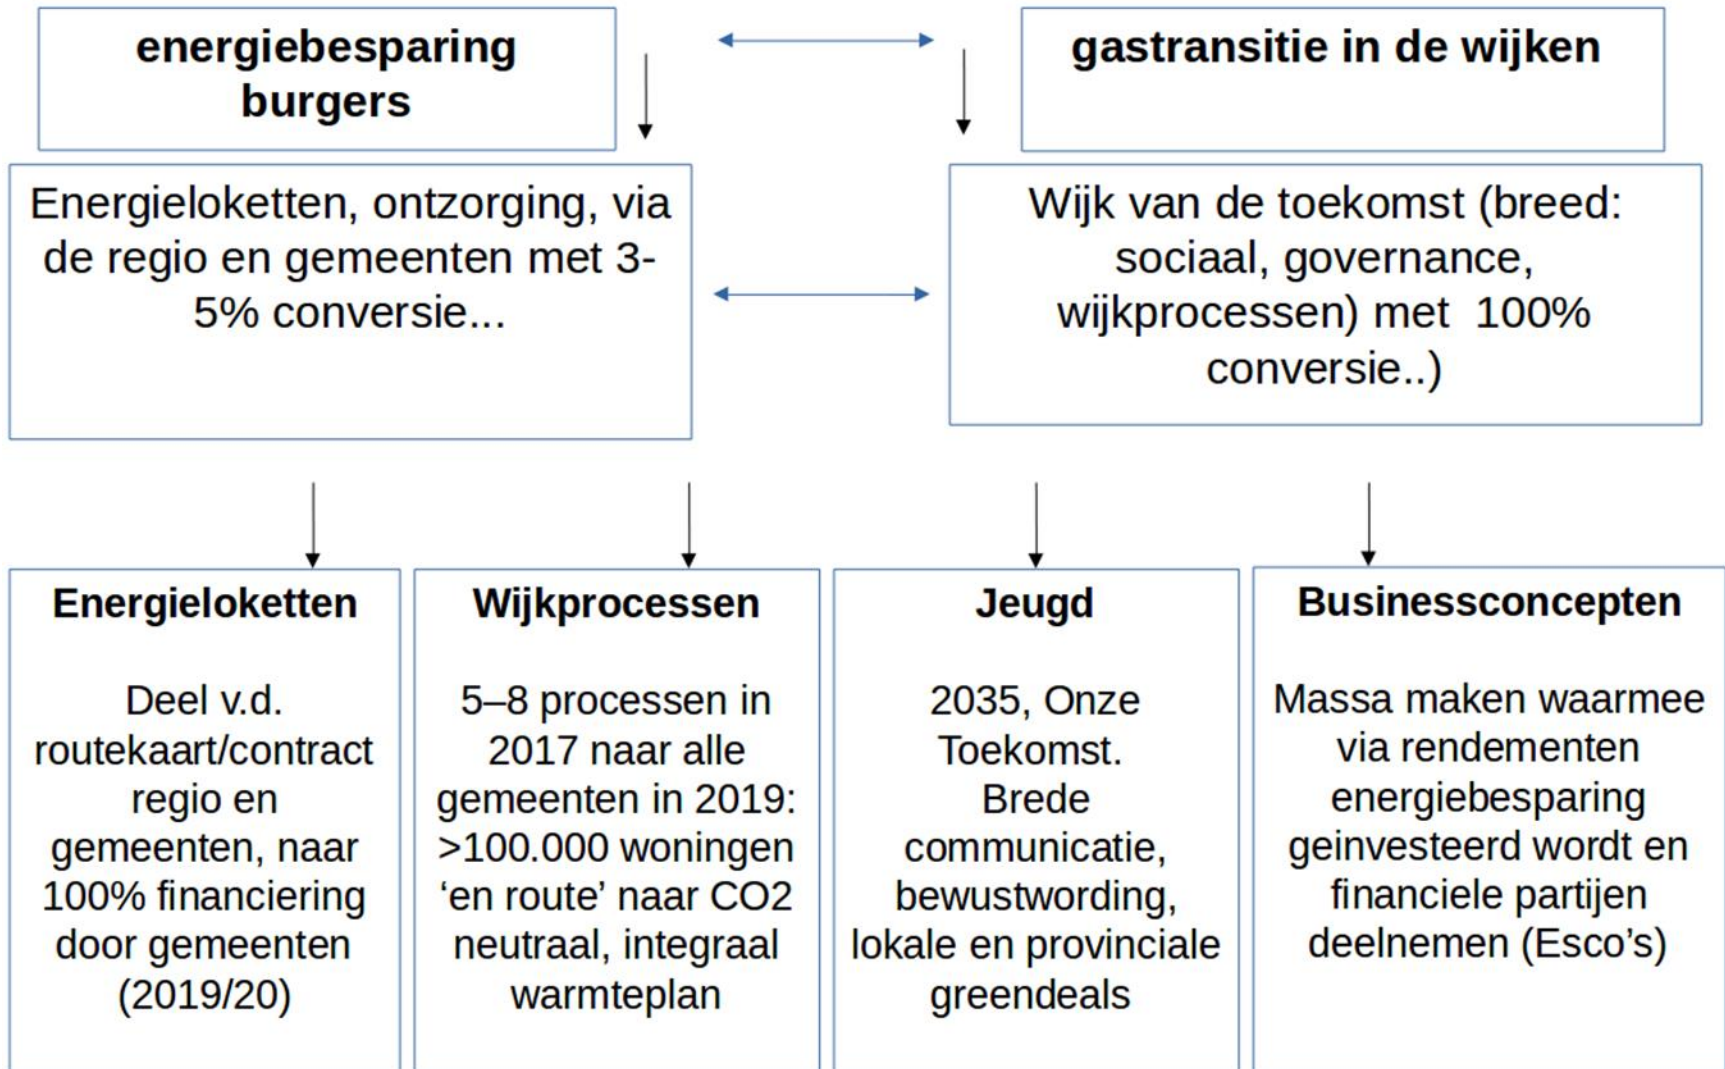 energiebesparing
burgers
gastransitie in de wijken
Energieloketten, ontzorging, via
de regio en gemeenten met 3-
5% conversie...
Wijk van de toekomst (breed:
sociaal, governance,
wijkprocessen) met  100%
conversie..)
Energieloketten
Deel v.d.
routekaart/contract
regio en
gemeenten, naar
100% financiering
door gemeenten
(2019/20)
Wijkprocessen
5–8 processen in
2017 naar alle
gemeenten in 2019:
>100.000 woningen
‘en route’ naar CO2
neutraal, integraal
warmteplan
Jeugd
2035, Onze
Toekomst.
Brede
communicatie,
bewustwording,
lokale en provinciale
greendeals
Businessconcepten
Massa maken waarmee
via rendementen
energiebesparing
geinvesteerd wordt en
financiele partijen
deelnemen (Esco’s)